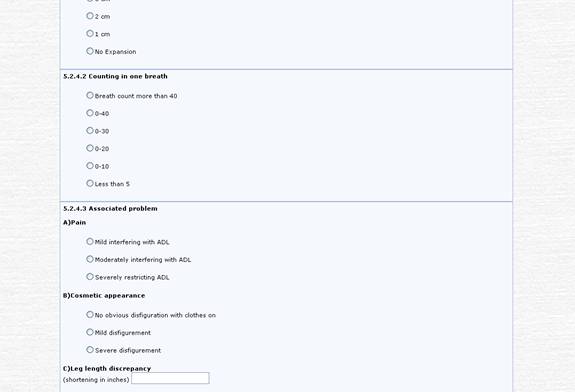 2 cm
1 cm
No Expansion
5.2.4.2 Counting in one breath
Breath count more than 40
0-40
0-30
0-20
0-10
Less than 5
5.2.4.3 Associated problem
A)Pain
Mild interfering with ADL
Moderately interfering with ADL
Severely restricting ADL
B)Cosmetic appearance
No obvious disfiguration with clothes on
Mild disfigurement
Severe disfigurement
C)Leg length discrepancy
(shortening in inches)